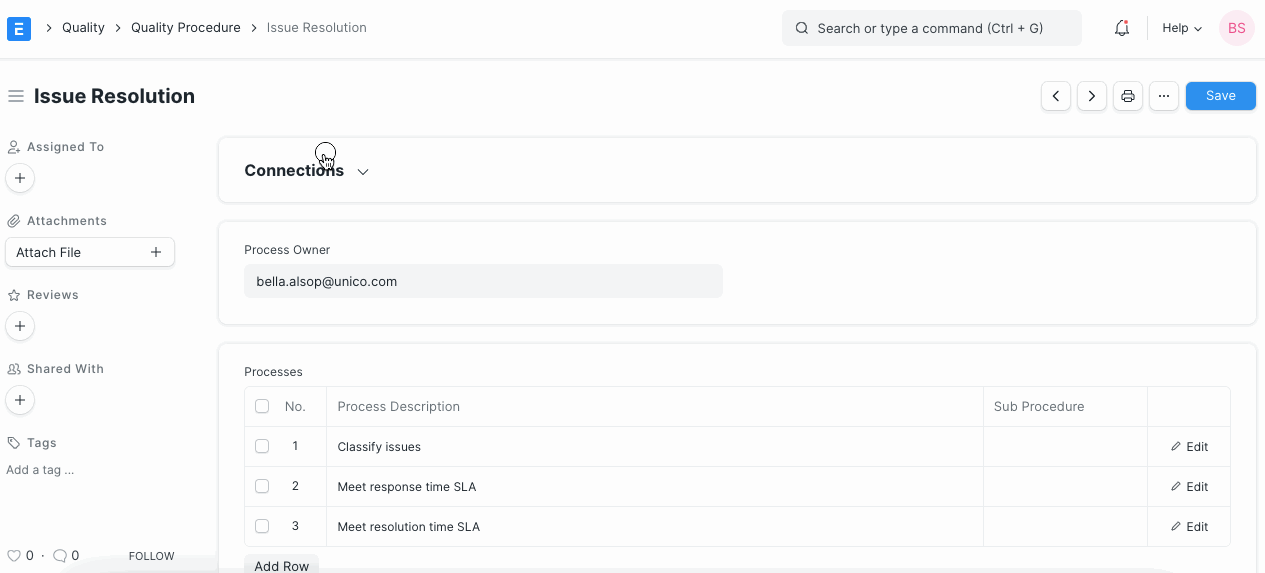 E > Quality > Quality Procedure > Issue Resolution
Search or type a command (Ctrl + G)
Help
BS
Issue Resolution
Save
Assigned To
Attachments
Attach File
Reviews
Shared With
Tags
Add a tag ...
0 · 0 FOLLOW
Connections
Process Owner
bella.alsop@unico.com
Processes
No. Process Description Sub Procedure
1 Classify issues Edit
2 Meet response time SLA Edit
3 Meet resolution time SLA Edit
Add Row